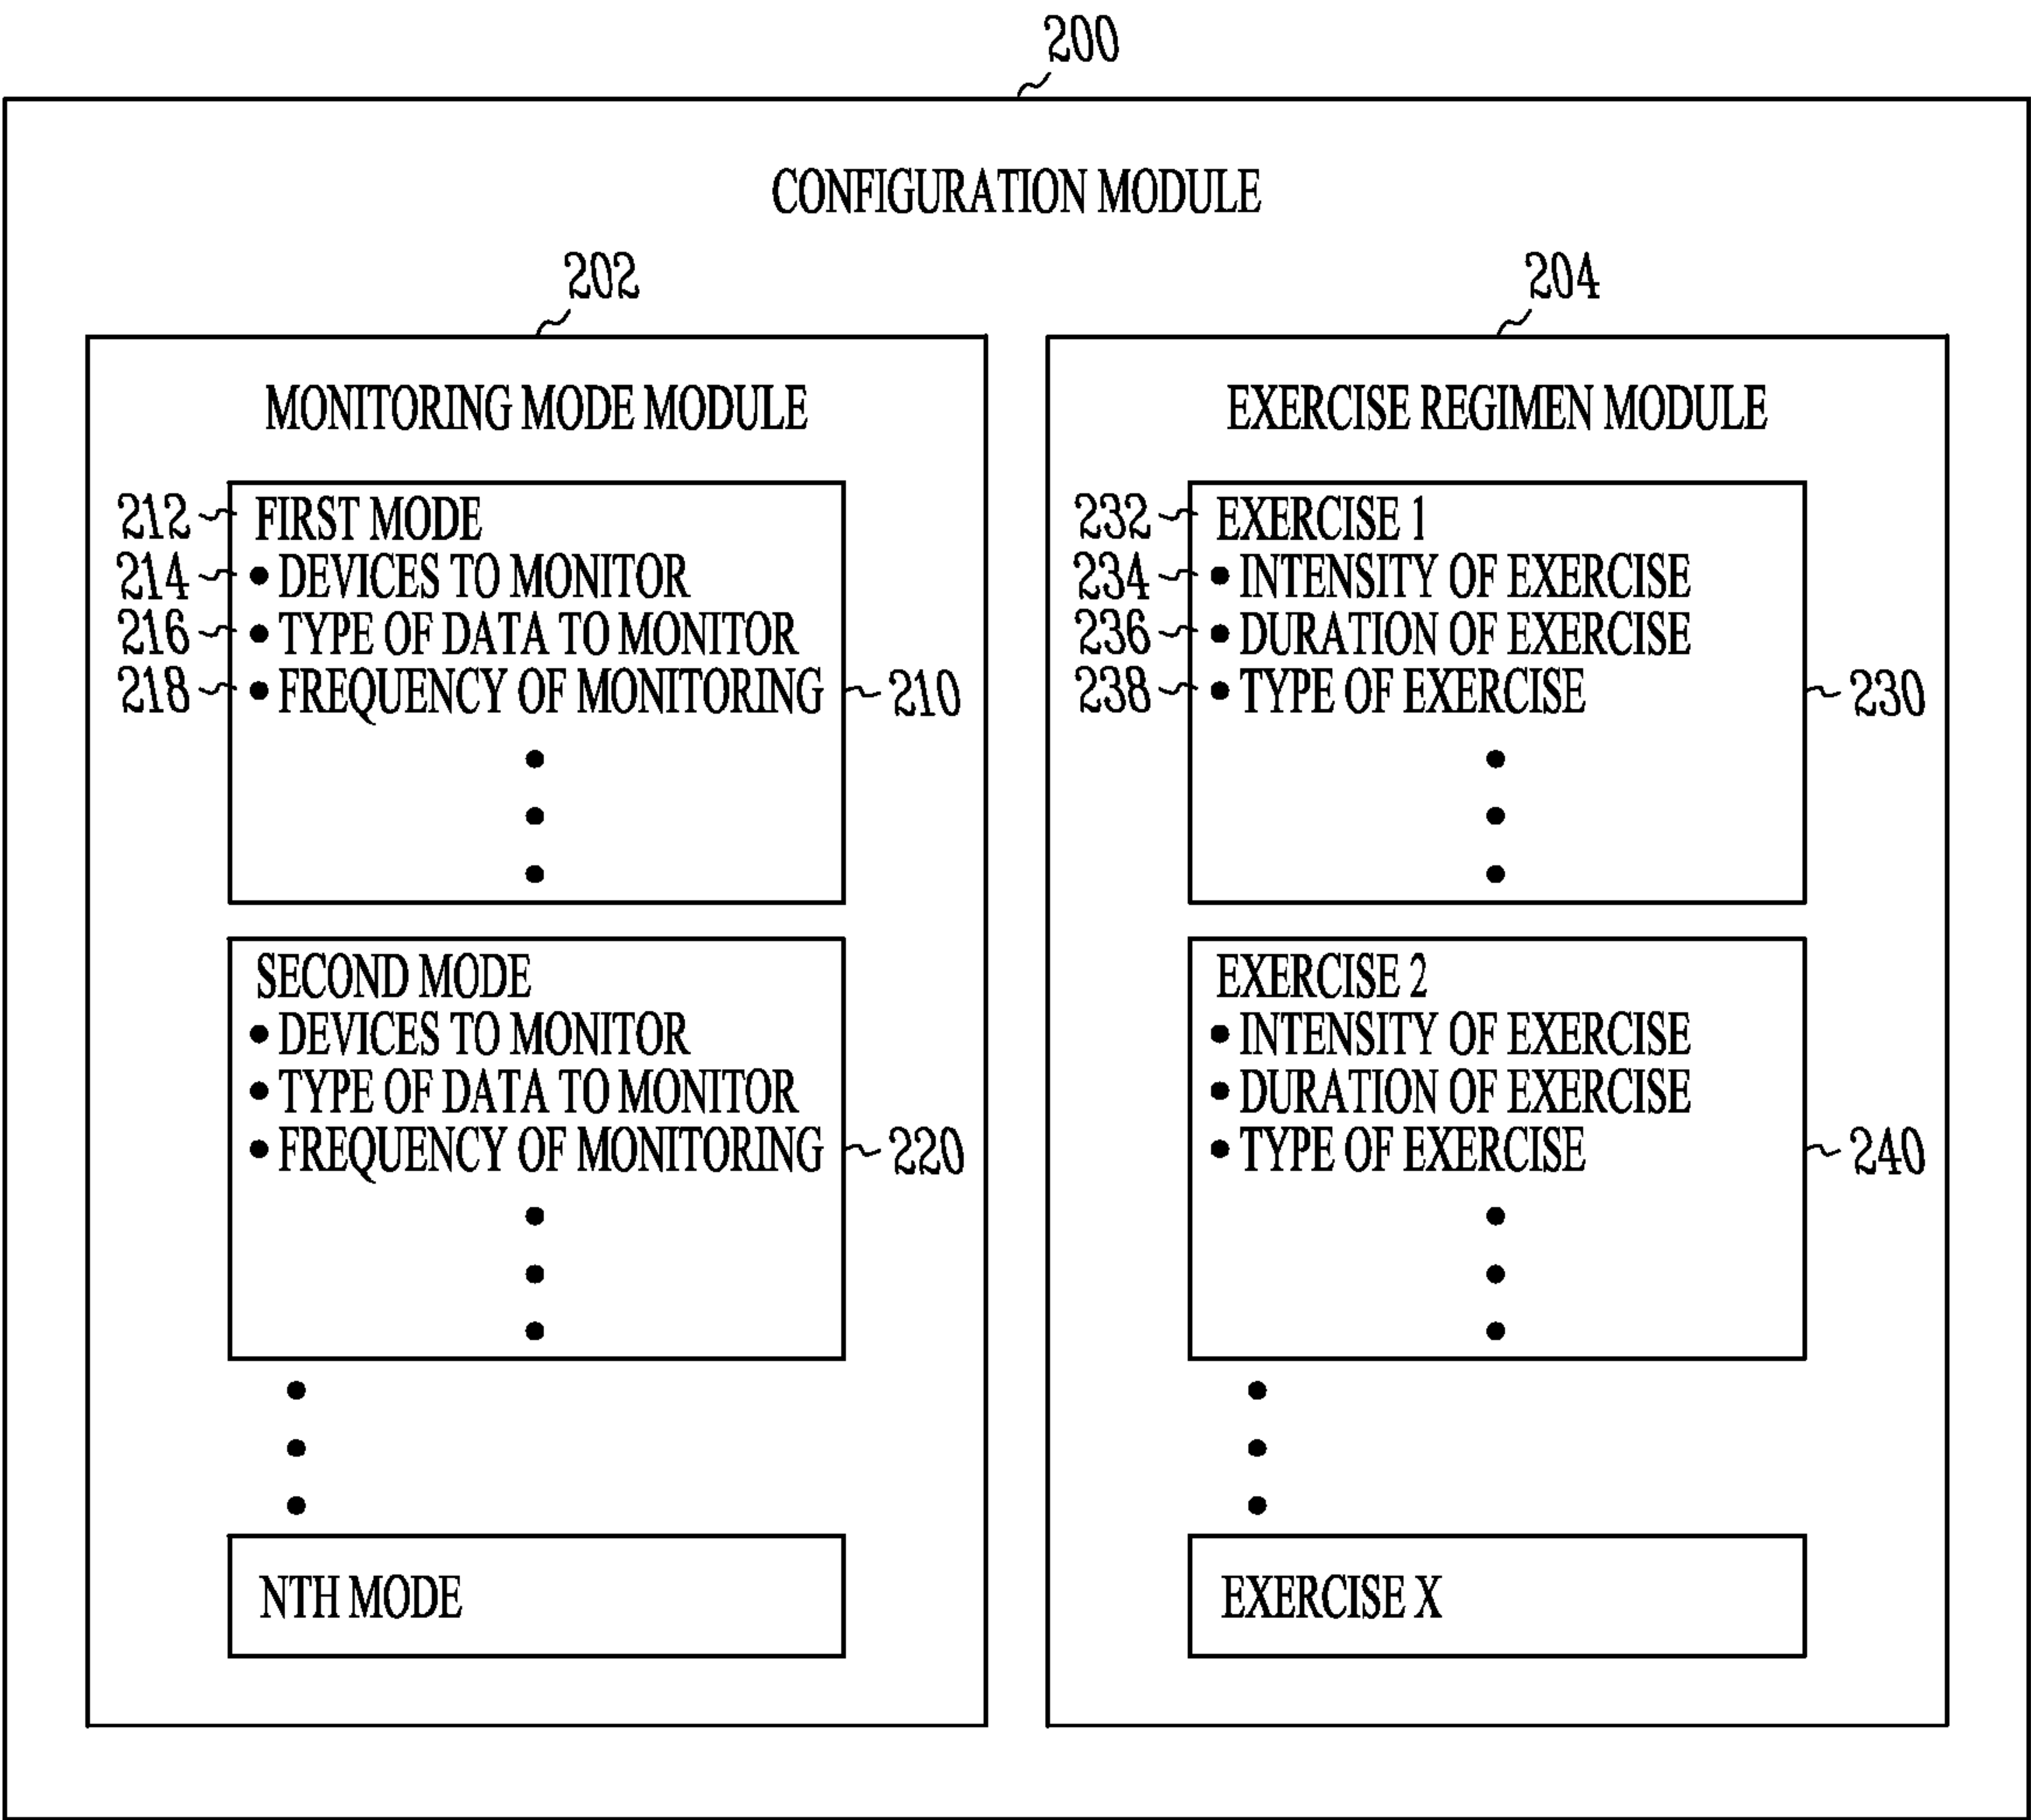 200
CONFIGURATION MODULE
202
MONITORING MODE MODULE
212 FIRST MODE
214 • DEVICES TO MONITOR
216 • TYPE OF DATA TO MONITOR
218 • FREQUENCY OF MONITORING 210
SECOND MODE
• DEVICES TO MONITOR
• TYPE OF DATA TO MONITOR
• FREQUENCY OF MONITORING 220
NTH MODE
204
EXERCISE REGIMEN MODULE
232 EXERCISE 1
234 • INTENSITY OF EXERCISE
236 • DURATION OF EXERCISE
238 • TYPE OF EXERCISE 230
EXERCISE 2
• INTENSITY OF EXERCISE
• DURATION OF EXERCISE
• TYPE OF EXERCISE 240
EXERCISE X